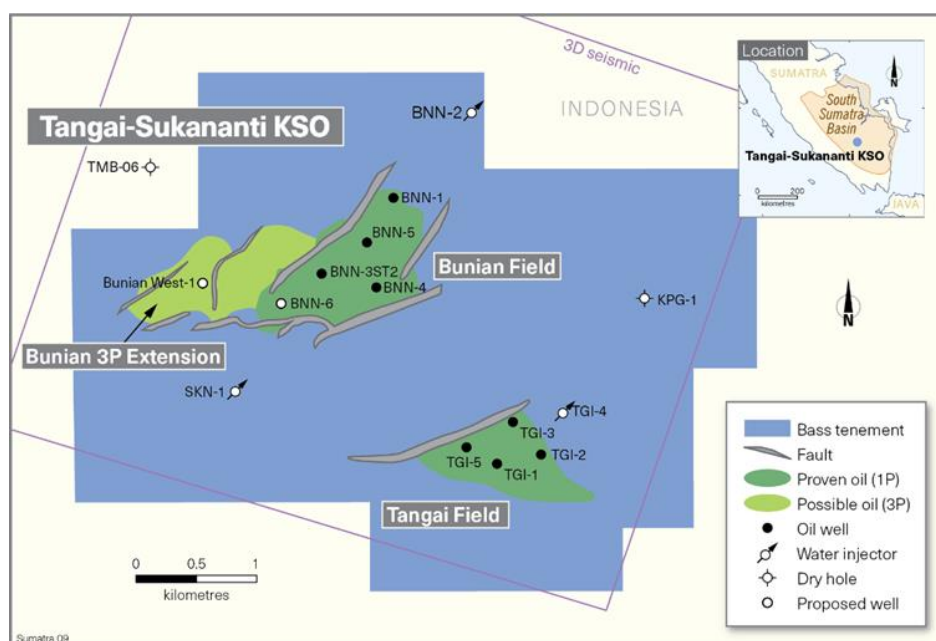 3D seismic
Location
N
SUMATRA
South
Sumatra
Basin
Tangai-Sukananti KSO
0 200
kilometres
JAVA
INDONESIA
BNN-2
Tangai-Sukananti KSO
TMB-06
BNN-1
BNN-5
Bunian Field
BNN-3ST2
Bunian West-1
BNN-4
BNN-6
KPG-1
N
Bunian 3P Extension
SKN-1
TGI-4
TGI-3
TGI-5
TGI-2
TGI-1
Tangai Field
Bass tenement
Fault
Proven oil (1P)
Possible oil (3P)
Oil well
Water injector
Dry hole
Proposed well
0 0.5 1
kilometres
Sumatra 09